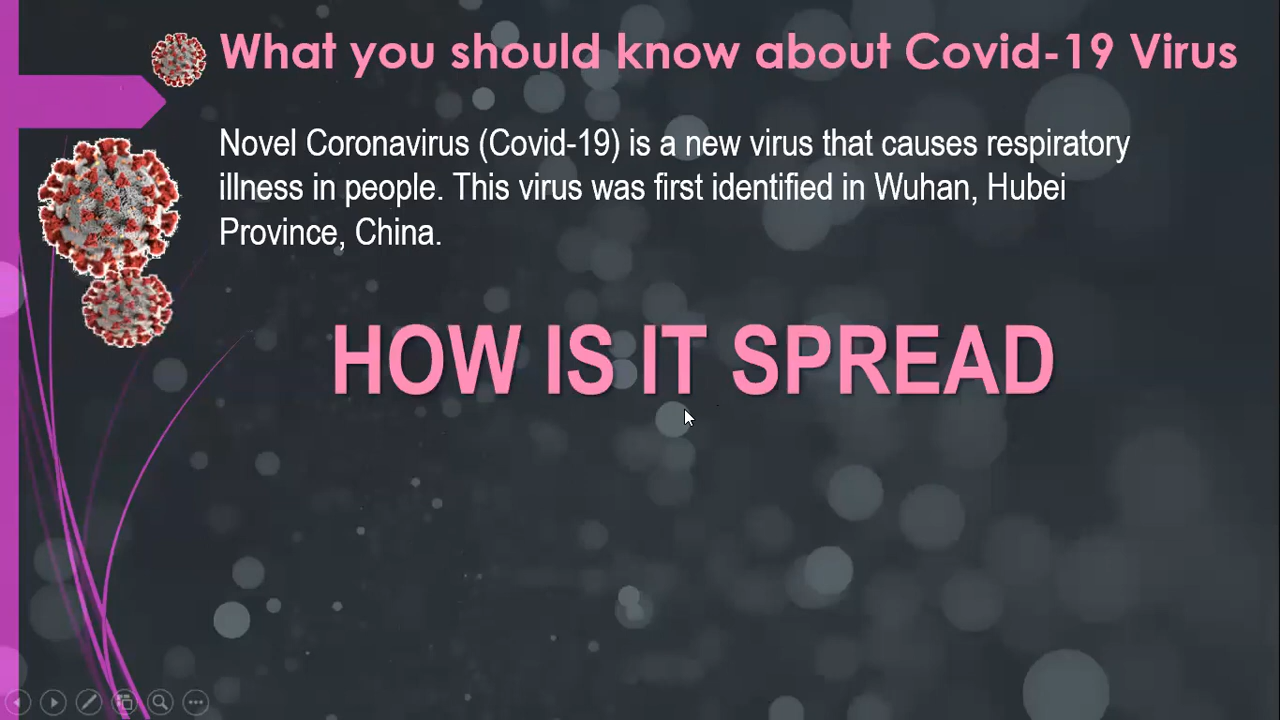 What you should know about Covid-19 Virus
Novel Coronavirus (Covid-19) is a new virus that causes respiratory
illness in people. This virus was first identified in Wuhan, Hubei
Province, China.
HOW IS IT SPREAD